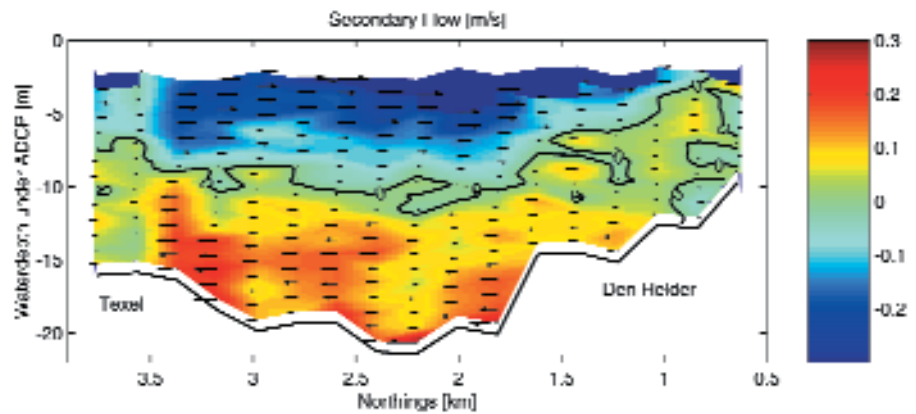 Secondary Flow [m/s]
0
-5
-10
-15
-20
Waterdepth under ADCP [m]
Texel
Den Helder
3.5 3 2.5 2 1.5 1 0.5
Northings [km]
0.3
0.2
0.1
0
-0.1
-0.2